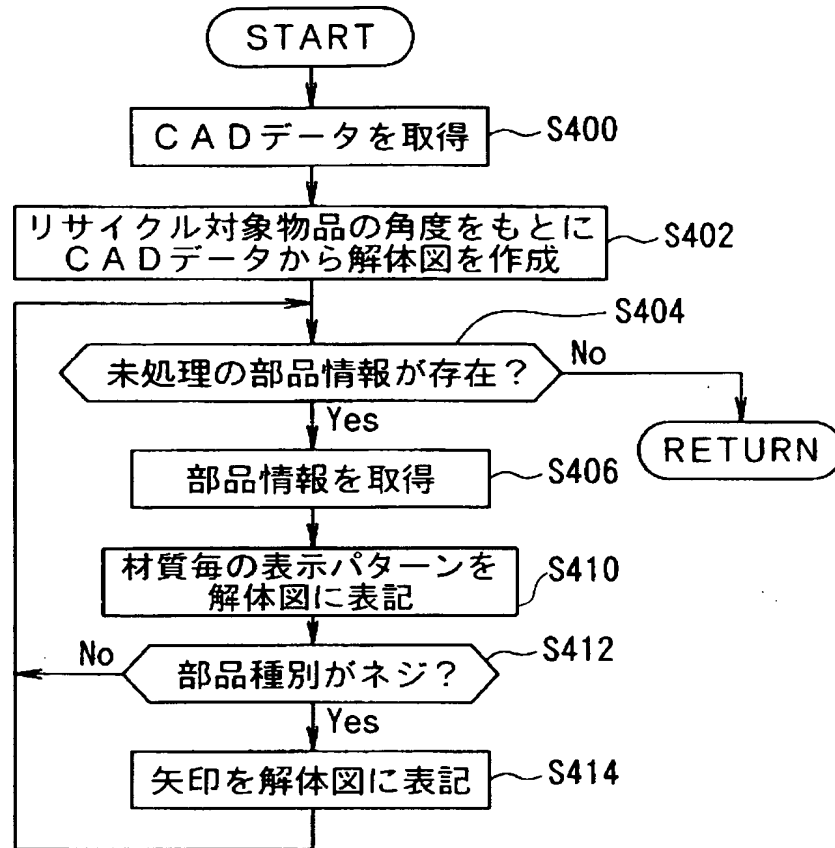 START
CADデータを取得
S400
リサイクル対象物品の角度をもとに
CADデータから解体図を作成
S402
S404
未処理の部品情報が存在?
No
Yes
RETURN
部品情報を取得
S406
材質毎の表示パターンを
解体図に表記
S410
No
部品種別がネジ?
S412
Yes
矢印を解体図に表記
S414